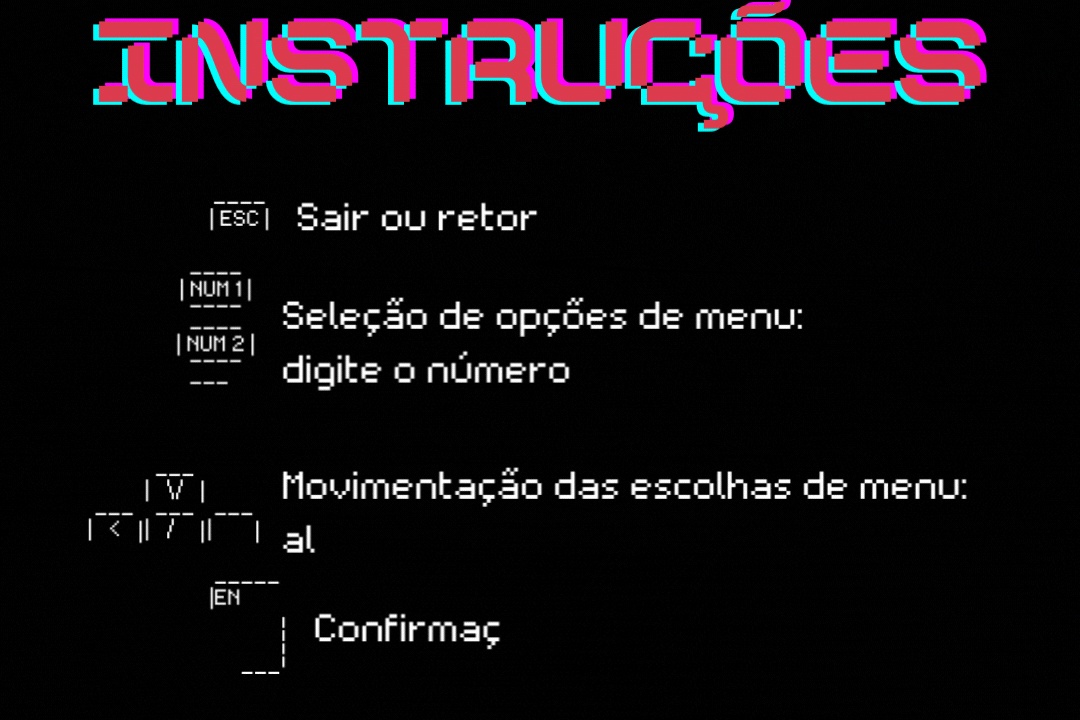 INSTRUÇÕES
|ESC| Sair ou retor
|NUM 1|
Seleção de opções de menu:
|NUM 2|
digite o número
Movimentação das escolhas de menu:
| V |
| < || / || |
al
|EN
Confirmaç